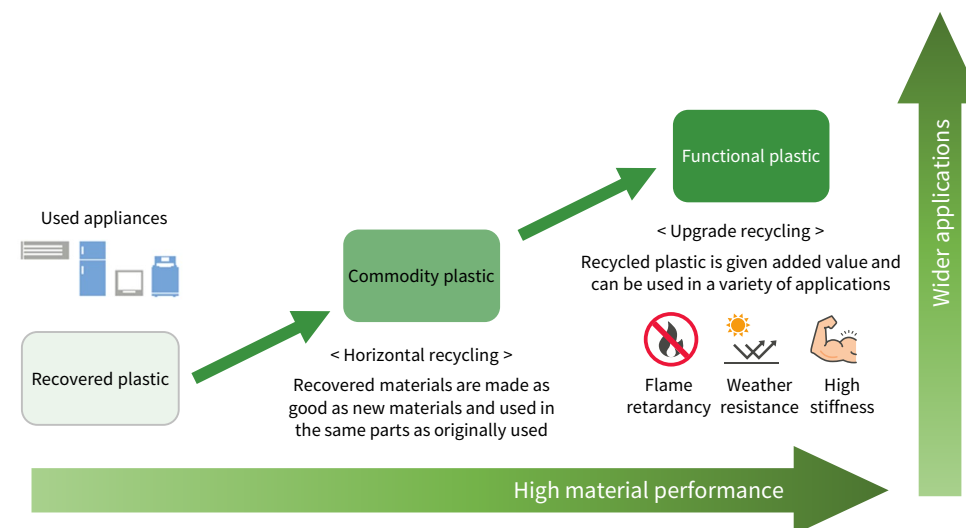 Used appliances
Recovered plastic
Commodity plastic
< Horizontal recycling >
Recovered materials are made as
good as new materials and used in
the same parts as originally used
Functional plastic
< Upgrade recycling >
Recycled plastic is given added value and
can be used in a variety of applications
Flame
retardancy
Weather
resistance
High
stiffness
High material performance
Wider applications